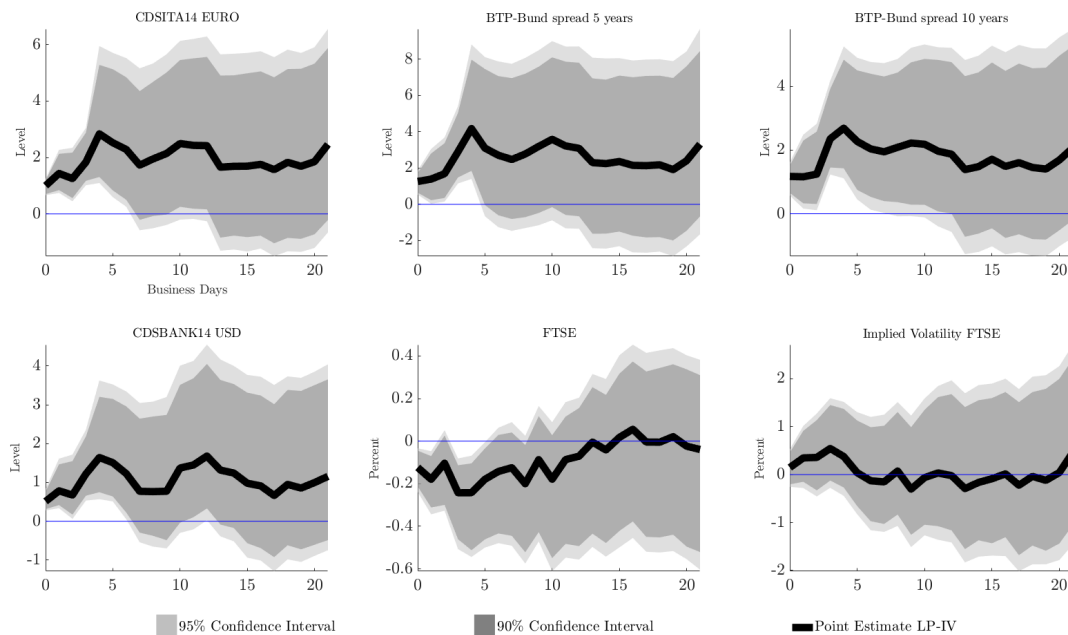 CDSITA14 EURO
BTP-Bund spread 5 years
BTP-Bund spread 10 years
6
4
2
0
Level
0 5 10 15 20
Business Days
8
6
4
2
0
-2
Level
0 5 10 15 20
4
2
0
Level
0 5 10 15 20
CDSBANK14 USD
FTSE
Implied Volatility FTSE
4
3
2
1
0
-1
Level
0 5 10 15 20
0.4
0.2
0
-0.2
-0.4
-0.6
Percent
0 5 10 15 20
2
1
0
-1
-2
Percent
0 5 10 15 20
95% Confidence Interval
90% Confidence Interval
Point Estimate LP-IV